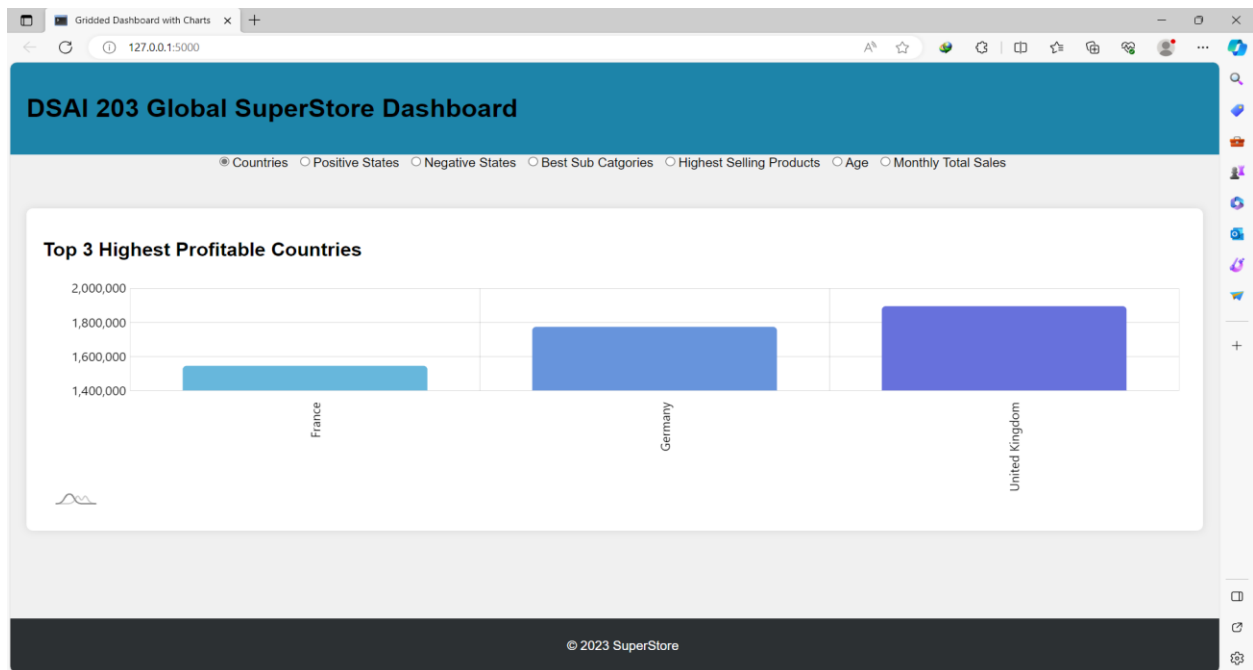 Gridded Dashboard with Charts
127.0.0.1:5000
DSAI 203 Global SuperStore Dashboard
Countries Positive States Negative States Best Sub Catgories Highest Selling Products Age Monthly Total Sales
Top 3 Highest Profitable Countries
2,000,000
1,800,000
1,600,000
1,400,000
France
Germany
United Kingdom
© 2023 SuperStore